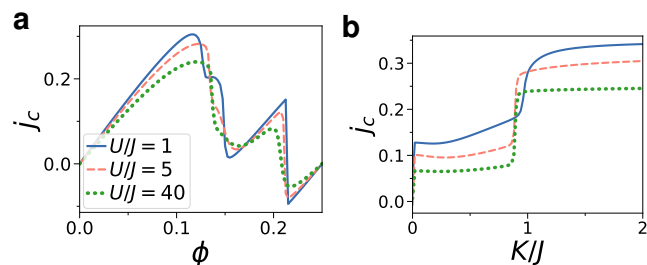 a
j_c
0.2
0.0
U/J = 1
U/J = 5
U/J = 40
0.0
0.1
0.2
ϕ
b
j_c
0.3
0.2
0.1
0.0
0
1
2
K/J